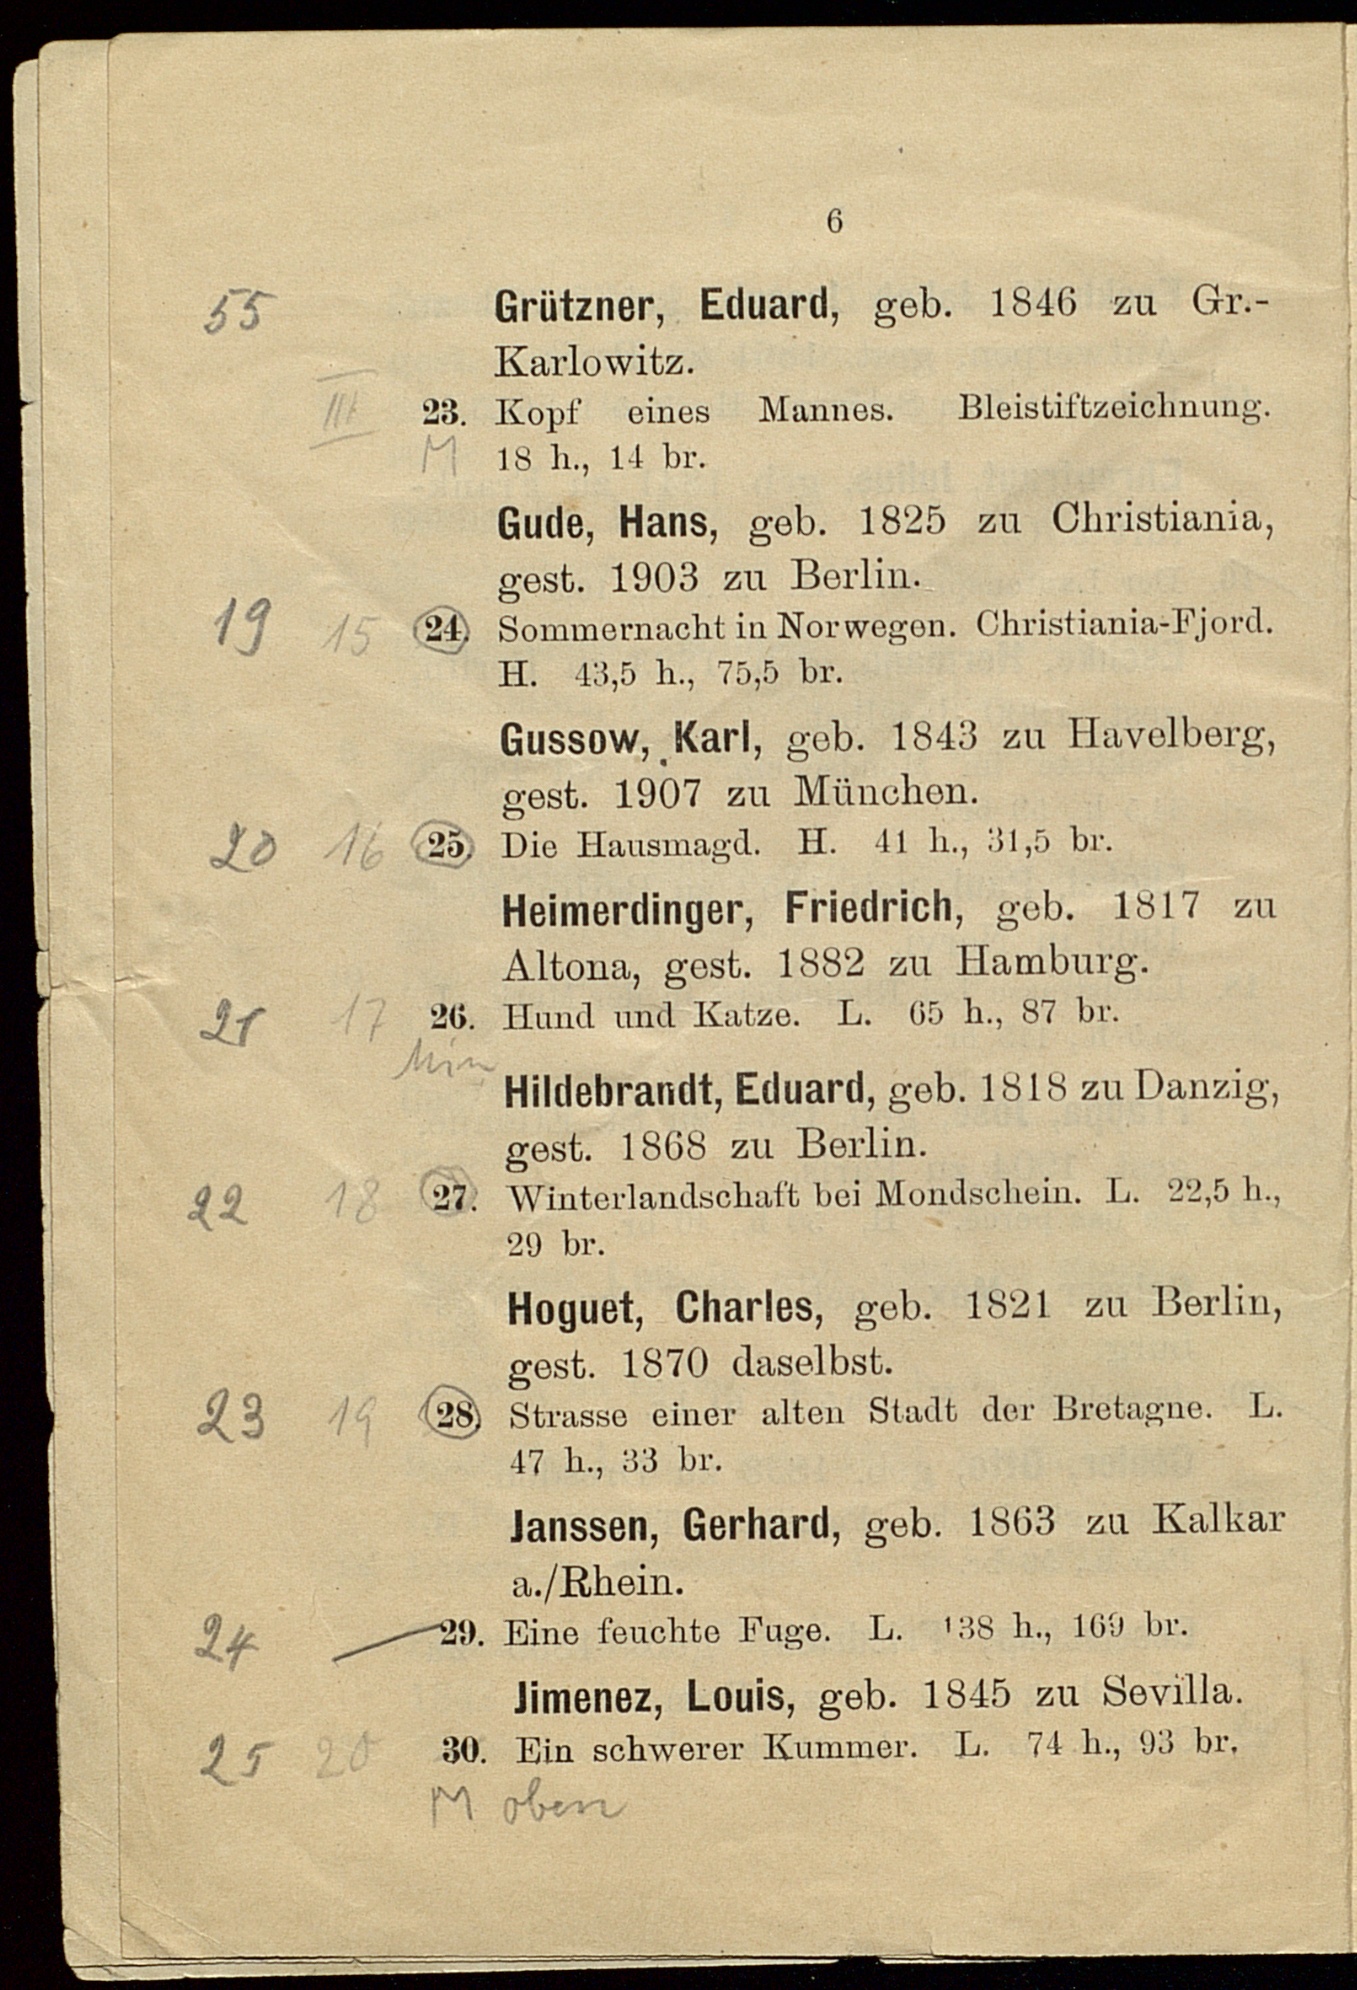 6
55 Grützner, Eduard, geb. 1846 zu Gr.-
Karlowitz.
III 23. Kopf eines Mannes. Bleistiftzeichnung.
M 18 h., 14 br.
Gude, Hans, geb. 1825 zu Christiania,
gest. 1903 zu Berlin.
19 15 24. Sommernacht in Norwegen. Christiania-Fjord.
H. 43,5 h., 75,5 br.
Gussow, Karl, geb. 1843 zu Havelberg,
gest. 1907 zu München.
20 16 25. Die Hausmagd. H. 41 h., 31,5 br.
Heimerdinger, Friedrich, geb. 1817 zu
Altona, gest. 1882 zu Hamburg.
21 17 26. Hund und Katze. L. 65 h., 87 br.
Hildebrandt, Eduard, geb. 1818 zu Danzig,
gest. 1868 zu Berlin.
22 18 27. Winterlandschaft bei Mondschein. L. 22,5 h.,
29 br.
Hoguet, Charles, geb. 1821 zu Berlin,
gest. 1870 daselbst.
23 19 28. Strasse einer alten Stadt der Bretagne. L.
47 h., 33 br.
Janssen, Gerhard, geb. 1863 zu Kalkar
a./Rhein.
24 29. Eine feuchte Fuge. L. 138 h., 169 br.
Jimenez, Louis, geb. 1845 zu Sevilla.
25 20 30. Ein schwerer Kummer. L. 74 h., 93 br.
M oben